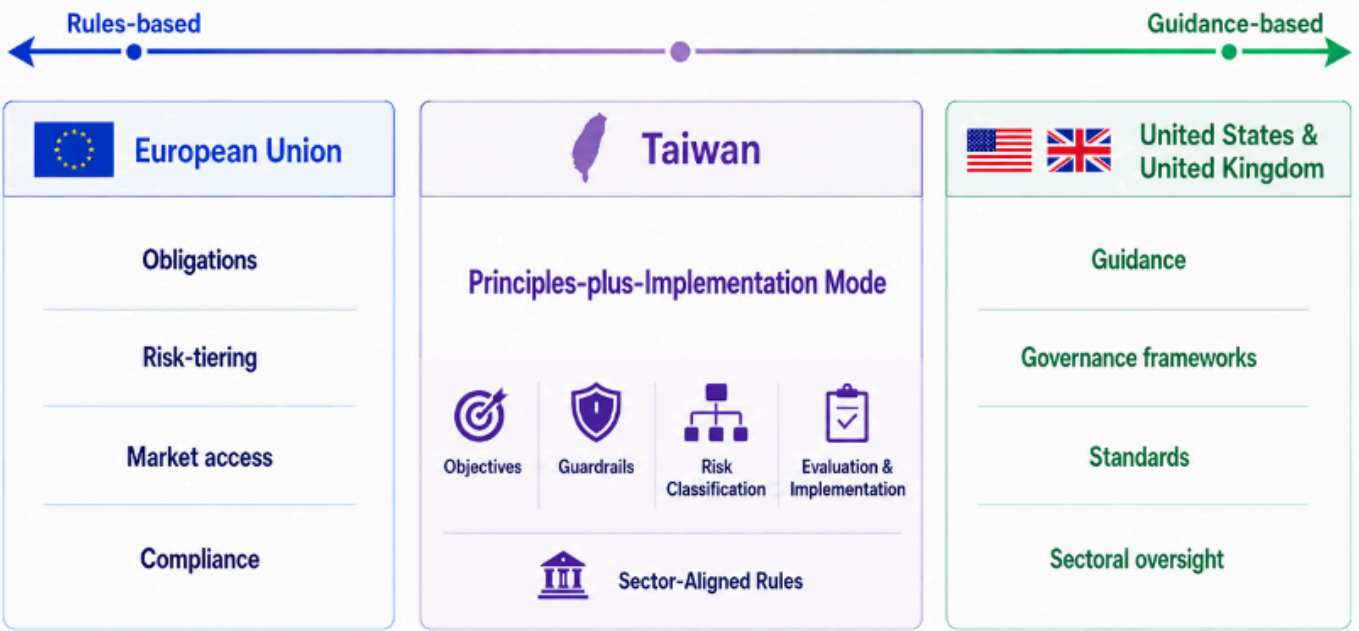 Rules-based
Guidance-based
European Union
Obligations
Risk-tiering
Market access
Compliance
Taiwan
Principles-plus-Implementation Mode
Objectives
Guardrails
Risk
Classification
Evaluation &
Implementation
Sector-Aligned Rules
United States &
United Kingdom
Guidance
Governance frameworks
Standards
Sectoral oversight